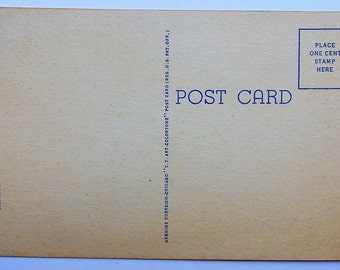 GENUINE CURTEICH-CHICAGO "C.T. ART-COLORTONE" POST CARD (REG. U.S. PAT. OFF.)
POST CARD
PLACE
ONE CENT
STAMP
HERE